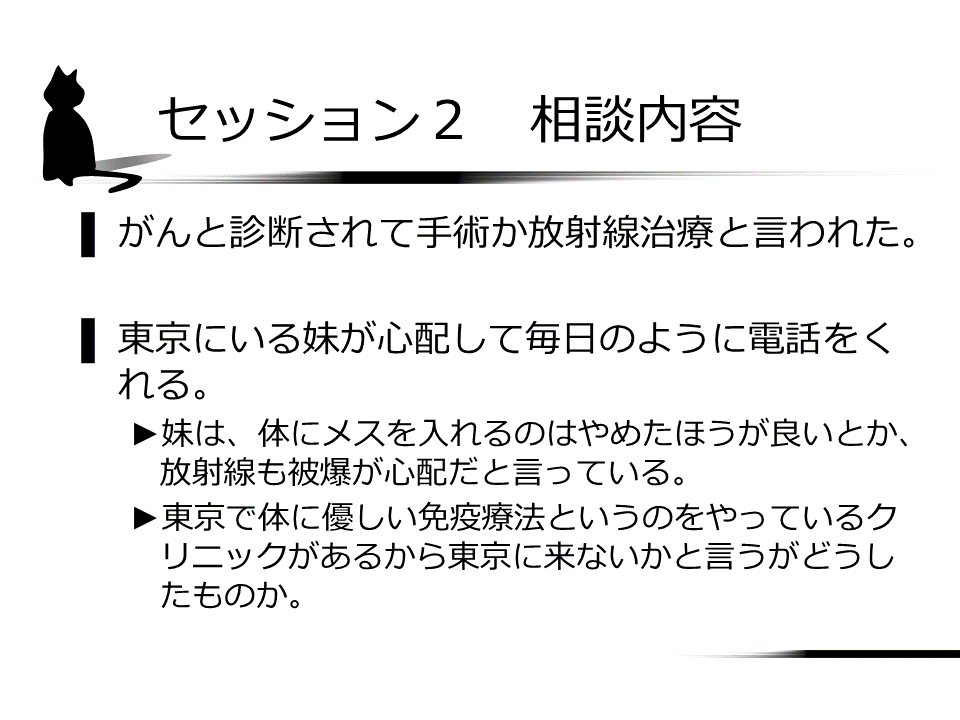 セッション２　相談内容
がんと診断されて手術か放射線治療と言われた。
東京にいる妹が心配して毎日のように電話をく
れる。
►妹は、体にメスを入れるのはやめたほうが良いとか、
放射線も被爆が心配だと言っている。
►東京で体に優しい免疫療法というのをやっているク
リニックがあるから東京に来ないかと言うがどうし
たものか。